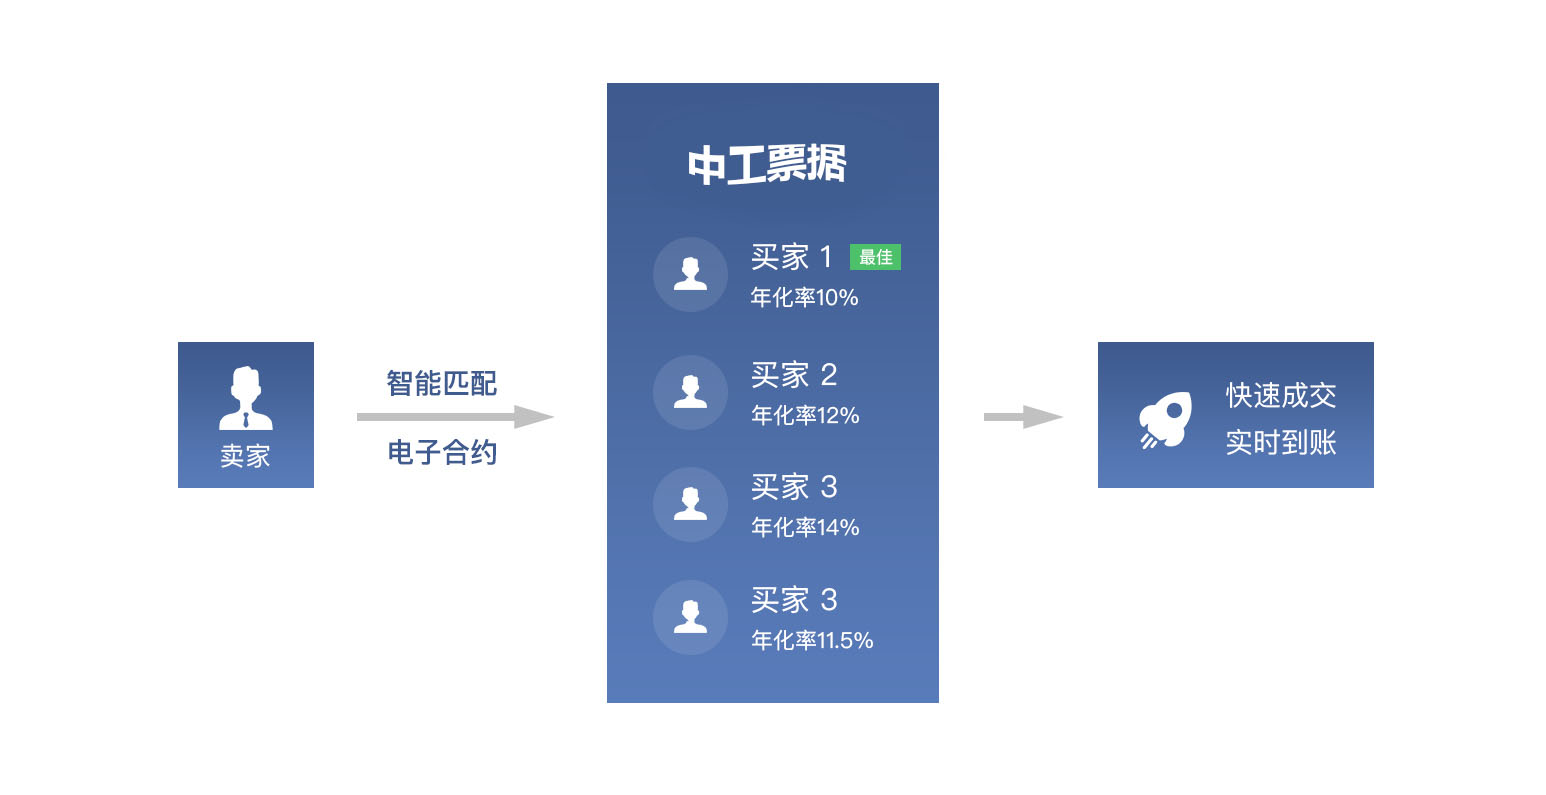 卖家
智能匹配
电子合约
中工票据
买家 1
最佳
年化率10%
买家 2
年化率12%
买家 3
年化率14%
买家 3
年化率11.5%
快速成交
实时到账